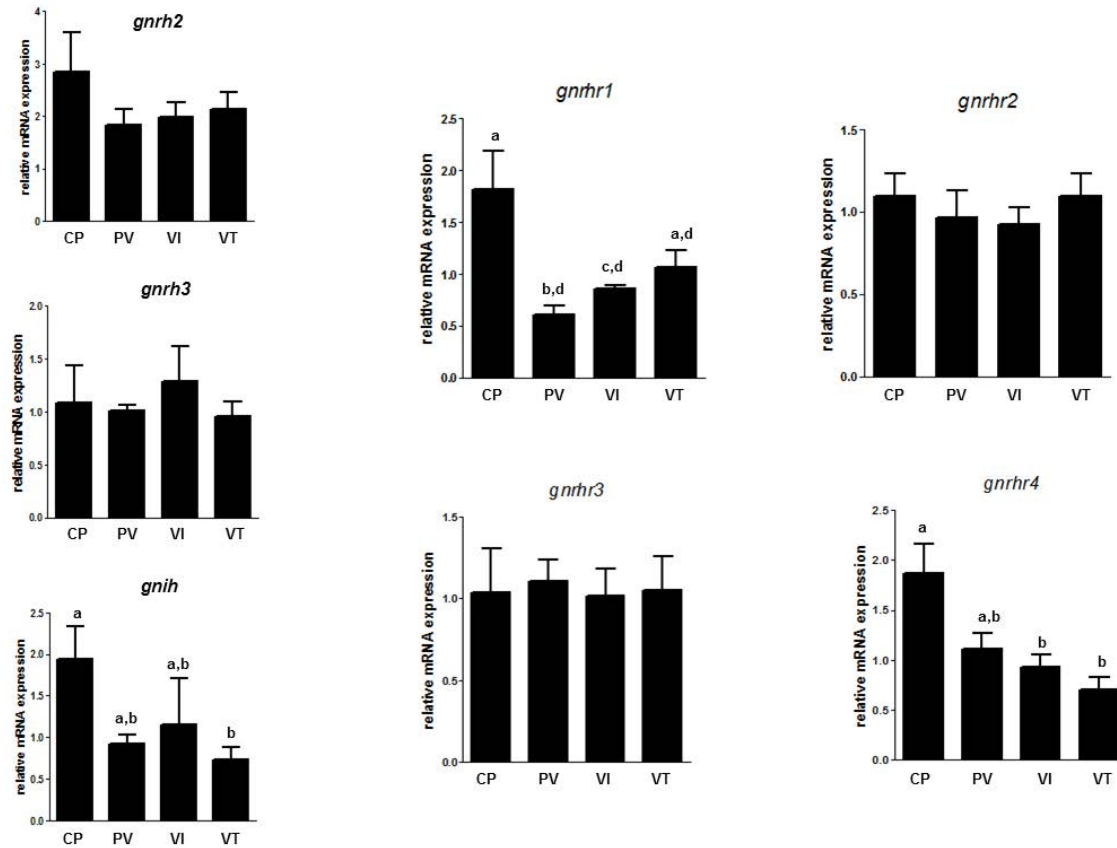 gnrh2
relative mRNA expression
4
3
2
1
0
CP PV VI VT
gnrh3
relative mRNA expression
2.0
1.5
1.0
0.5
0.0
CP PV VI VT
gnih
relative mRNA expression
2.5
2.0
1.5
1.0
0.5
0.0
a
a,b
a,b
b
CP PV VI VT
gnrhr1
relative mRNA expression
2.5
2.0
1.5
1.0
0.5
0.0
a
b,d
c,d
a,d
CP PV VI VT
gnrhr2
relative mRNA expression
1.5
1.0
0.5
0.0
CP PV VI VT
gnrhr3
relative mRNA expression
1.5
1.0
0.5
0.0
CP PV VI VT
gnrhr4
relative mRNA expression
2.5
2.0
1.5
1.0
0.5
0.0
a
a,b
b
b
CP PV VI VT